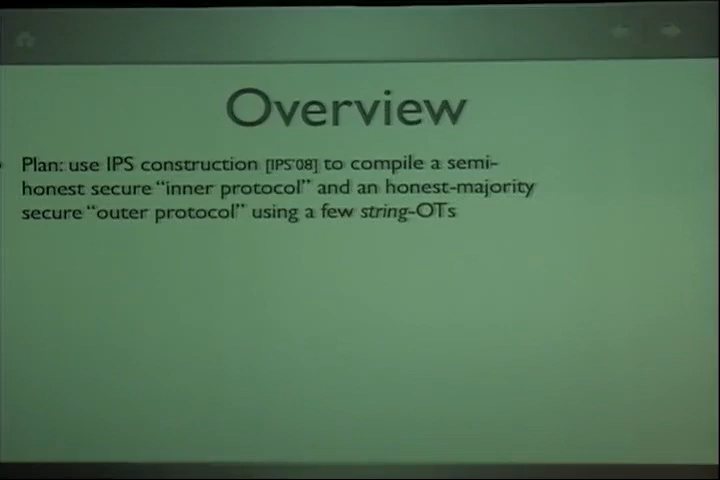 Overview
Plan: use IPS construction [IPS'08] to compile a semi-
honest secure “inner protocol” and an honest-majority
secure “outer protocol” using a few string-OTs